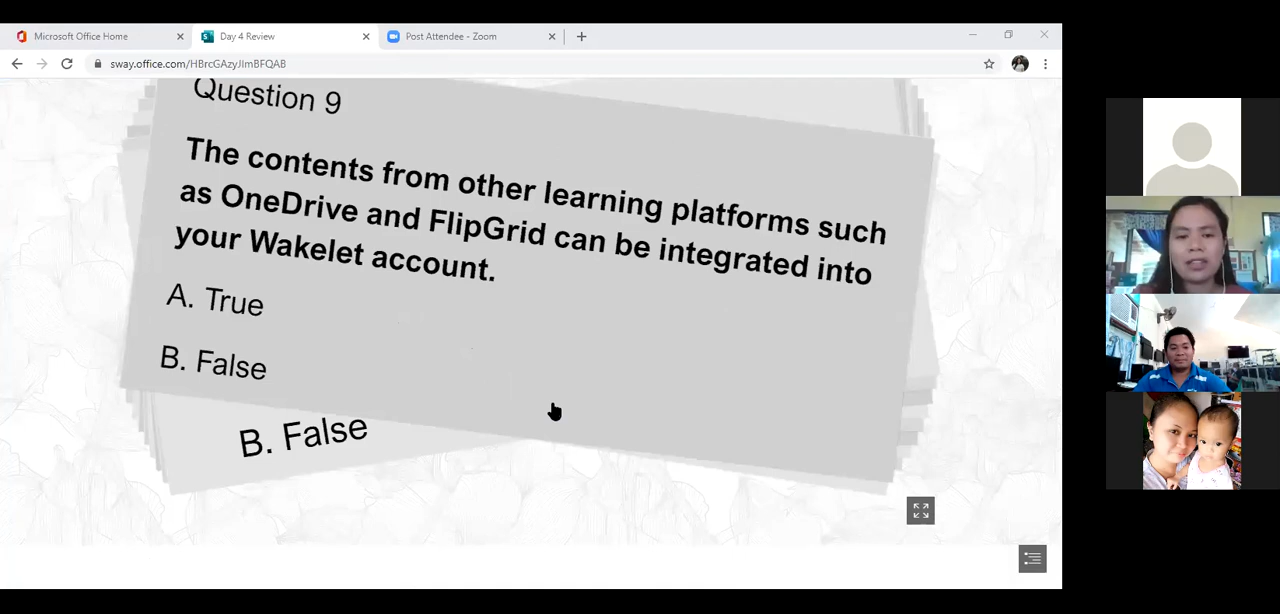 Microsoft Office Home
Day 4 Review
Post Attendee - Zoom
sway.office.com/HBrcGAzyJImBFQAB
Question 9
The contents from other learning platforms such
as OneDrive and FlipGrid can be integrated into
your Wakelet account.
A. True
B. False
B. False